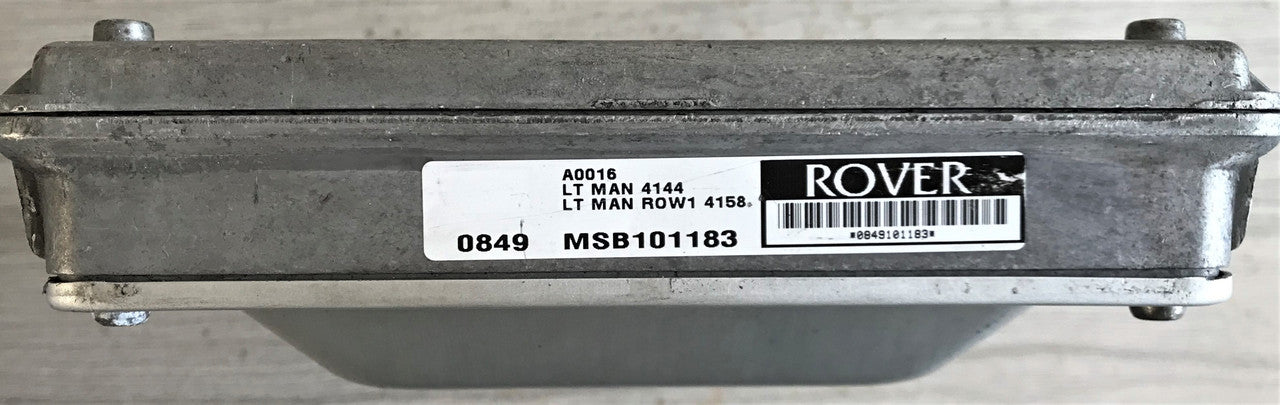 A0016
LT MAN 4144
LT MAN ROW1 4158
0849 MSB101183
ROVER
*0849101183*